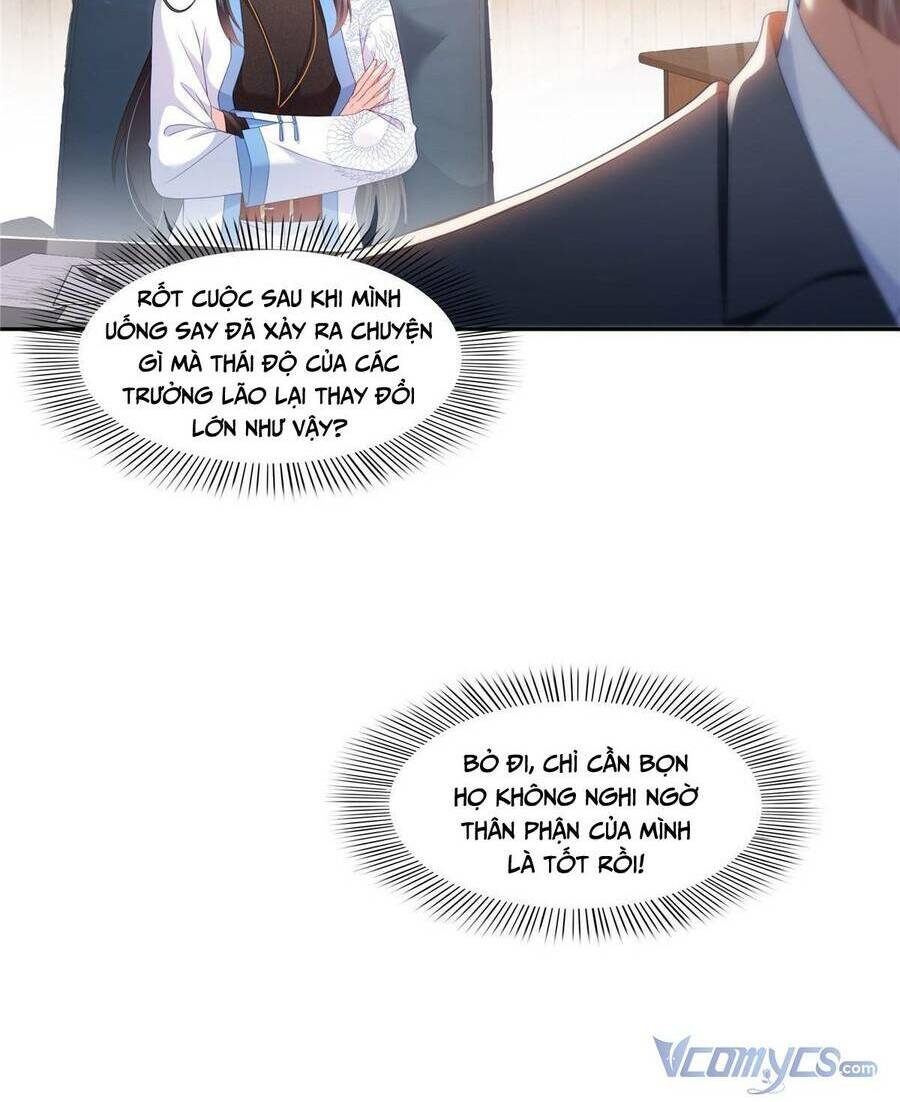 RỐT CUỘC SAU KHI MÌNH
UỐNG SAY ĐÃ XẢY RA CHUYỆN
GÌ MÀ THÁI ĐỘ CỦA CÁC
TRƯỞNG LÃO LẠI THAY ĐỔI
LỚN NHƯ VẬY?
BỎ ĐI, CHỈ CẦN BỌN
HỌ KHÔNG NGHI NGỜ
THÂN PHẬN CỦA MÌNH
LÀ TỐT RỒI!
VCOMYCS.com